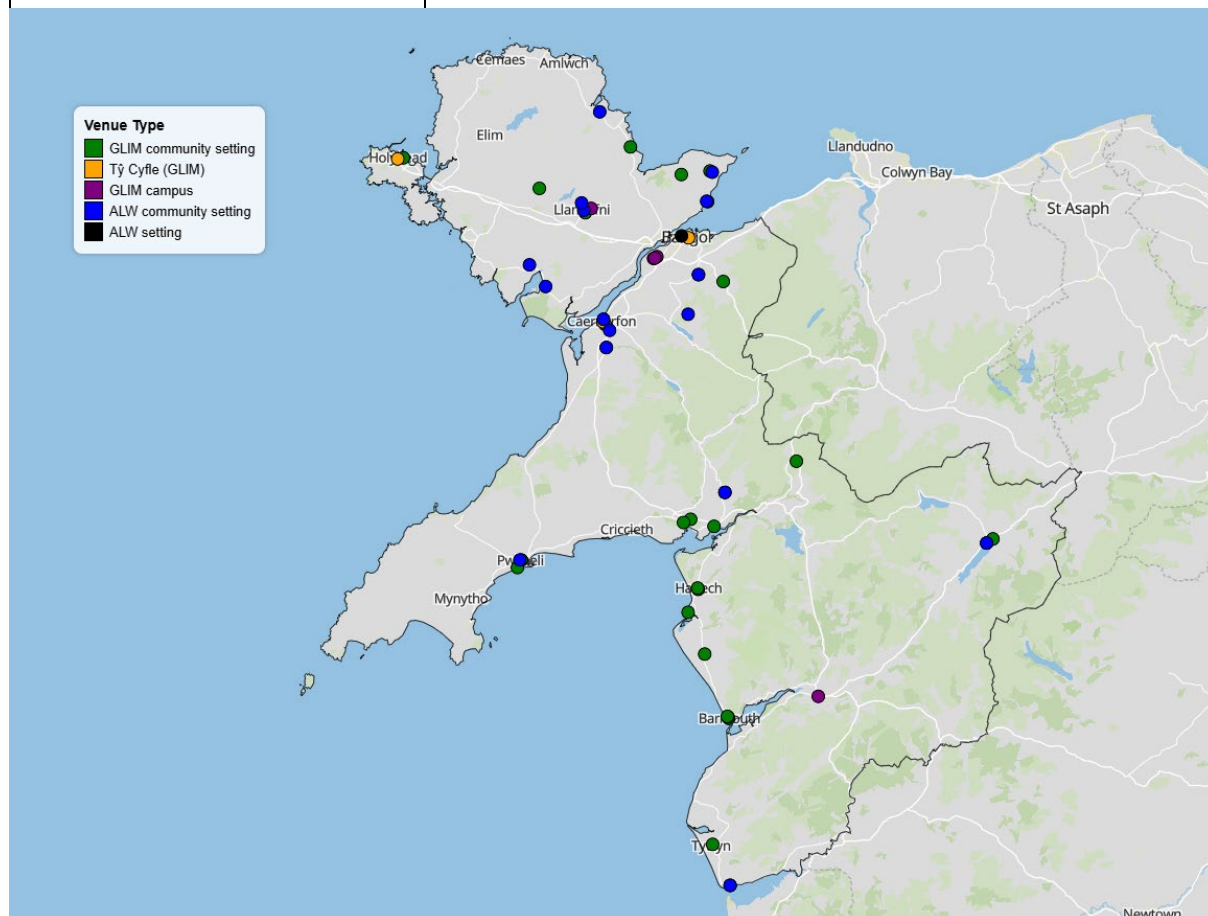 Cemaes
Amlwch
Venue Type
GLIM community setting
Tŷ Cyfle (GLIM)
GLIM campus
ALW community setting
ALW setting
Elim
Llandudno
Colwyn Bay
St Asaph
Criccieth
Mynytho
Newtown